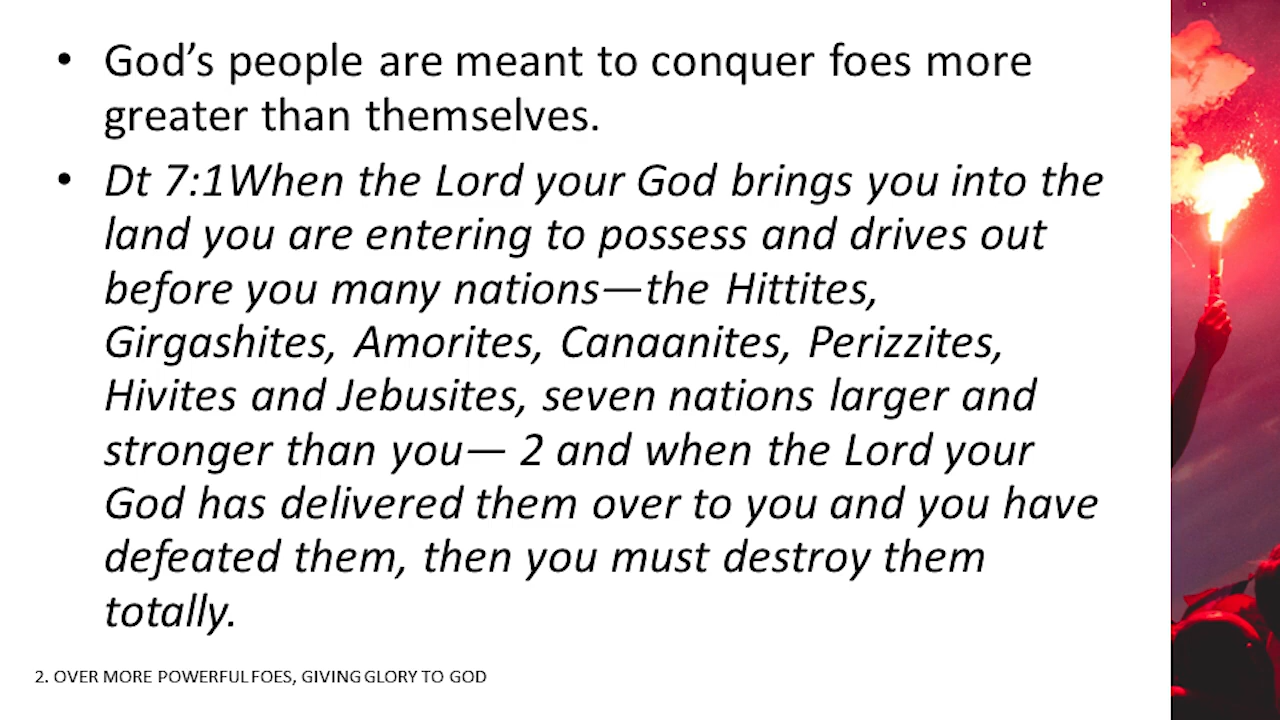 • God’s people are meant to conquer foes more
greater than themselves.
• Dt 7:1When the Lord your God brings you into the
land you are entering to possess and drives out
before you many nations—the Hittites,
Girgashites, Amorites, Canaanites, Perizzites,
Hivites and Jebusites, seven nations larger and
stronger than you— 2 and when the Lord your
God has delivered them over to you and you have
defeated them, then you must destroy them
totally.
2. OVER MORE POWERFUL FOES, GIVING GLORY TO GOD